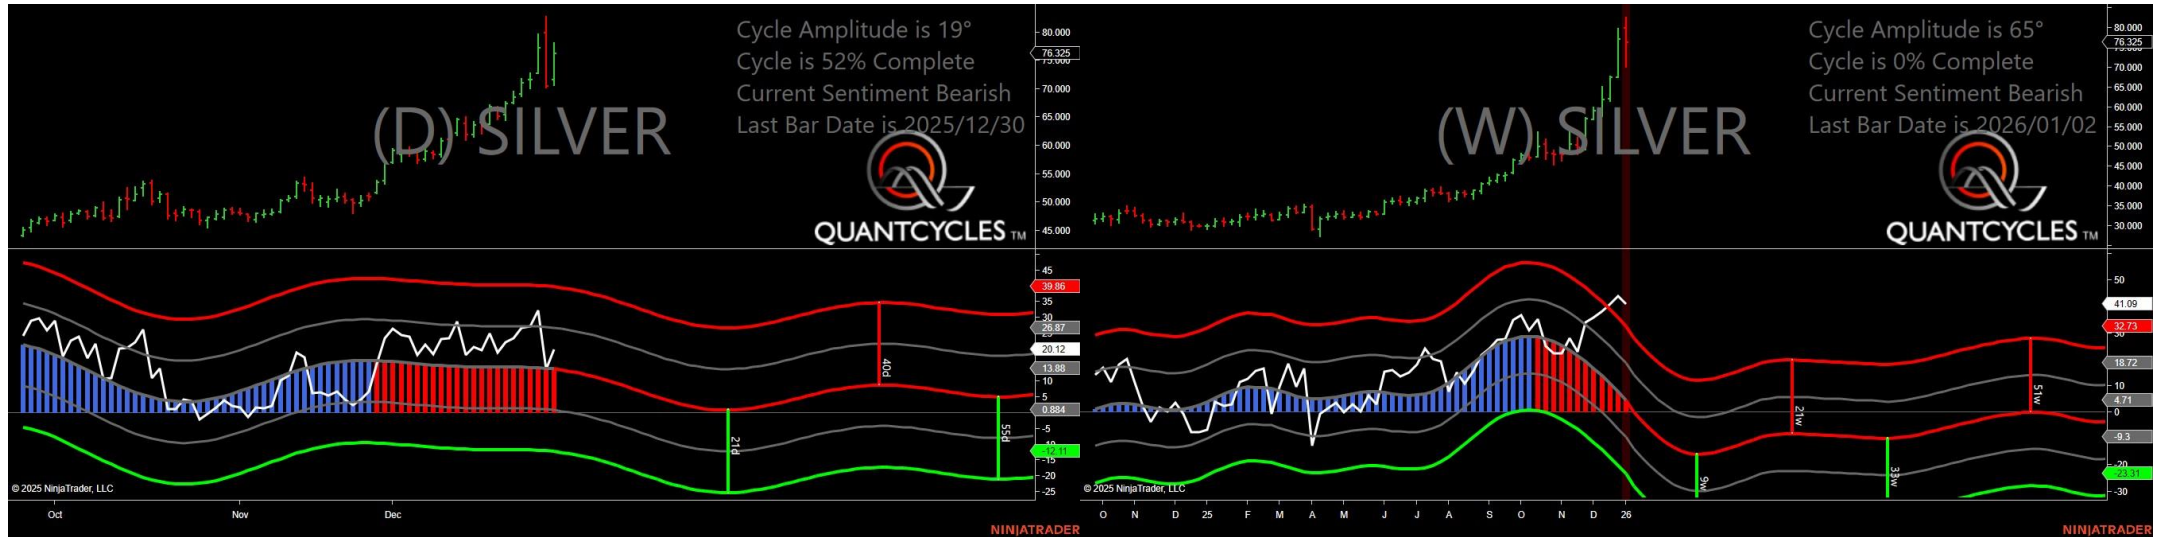 Cycle Amplitude is 19°
Cycle is 52% Complete
Current Sentiment Bearish
Last Bar Date is 2025/12/30
(D) SILVER
QUANTCYCLES TM
80.000
76.325
75.000
70.000
65.000
60.000
55.000
50.000
45.000
45
39.86
35
30
26.87
20.12
13.88
10
5
0.884
-5
-12.11
-15
-20
-25
21d
40d
55d
© 2025 NinjaTrader, LLC
Oct Nov Dec
NINJATRADER
Cycle Amplitude is 65°
Cycle is 0% Complete
Current Sentiment Bearish
Last Bar Date is 2026/01/02
(W) SILVER
QUANTCYCLES TM
80.000
76.325
70.000
65.000
60.000
55.000
50.000
45.000
40.000
35.000
30.000
50
41.09
32.73
18.72
10
4.71
0
-9.3
-23.31
-30
9w
21w
33w
51w
© 2025 NinjaTrader, LLC
O N D 25 F M A M J J A S O N D 26
NINJATRADER